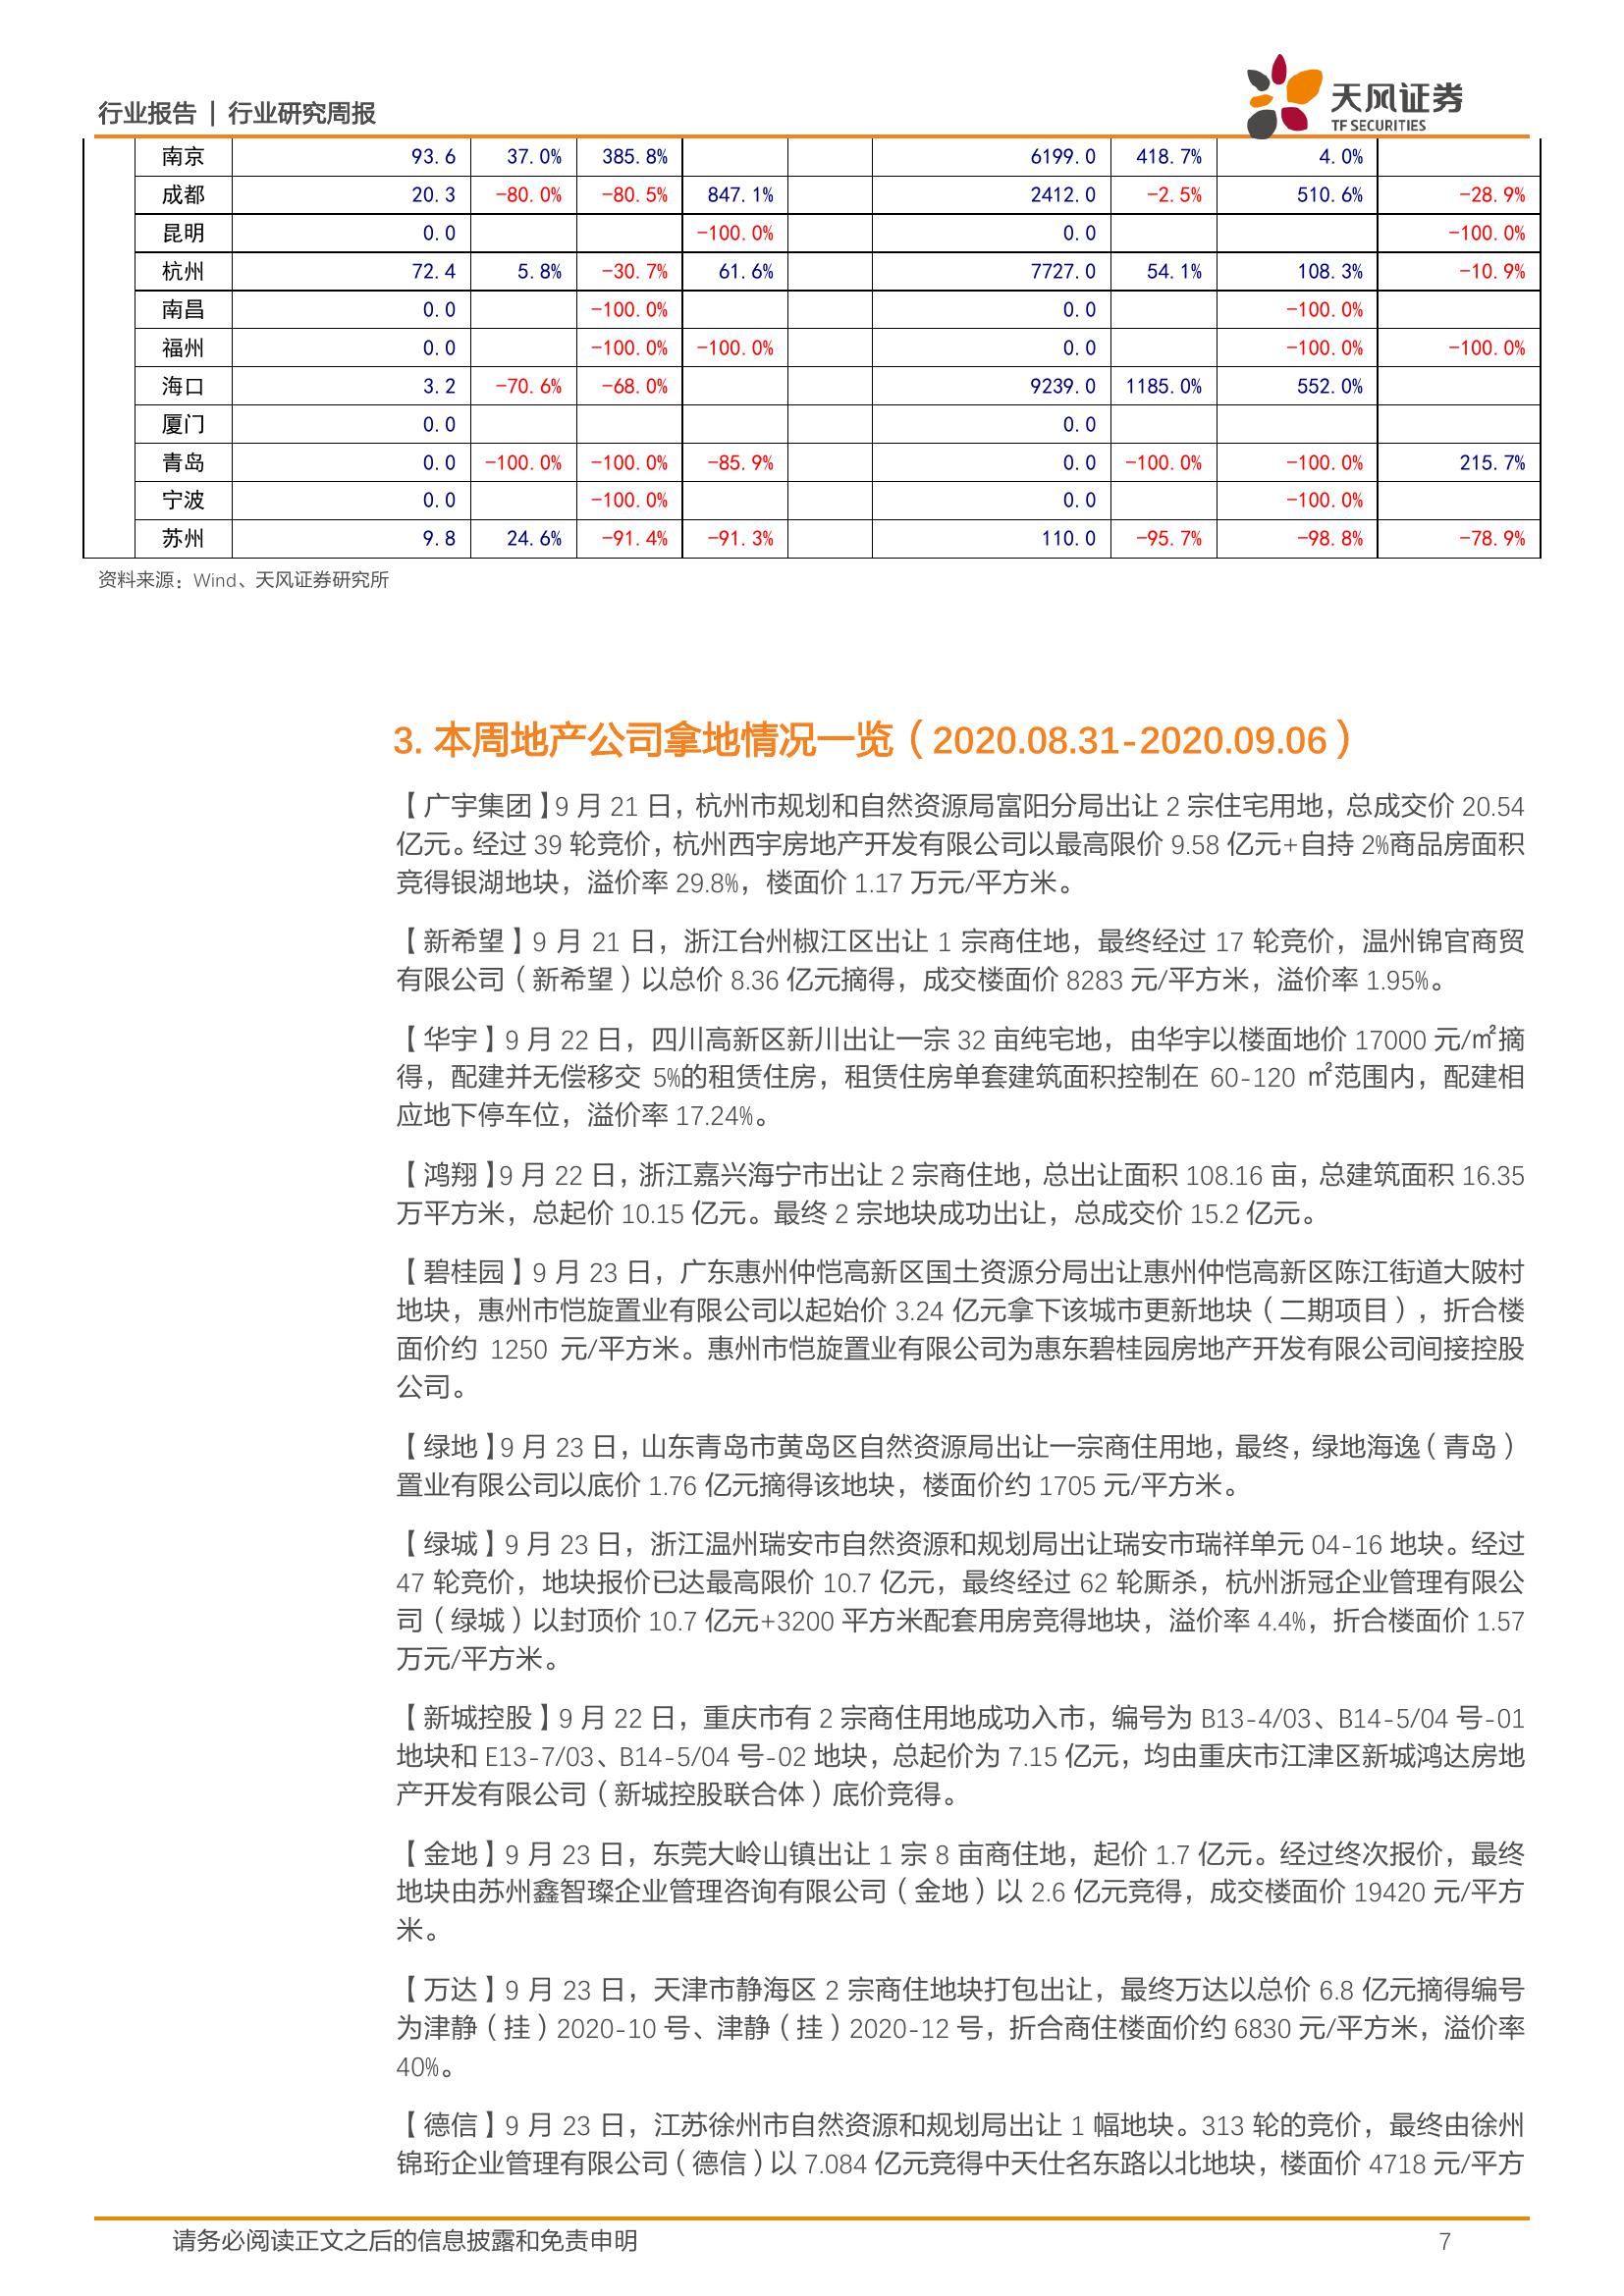 行业报告 | 行业研究周报
天风证券
TF SECURITIES
南京 93.6 37.0% 385.8% 6199.0 418.7% 4.0%
成都 20.3 -80.0% -80.5% 847.1% 2412.0 -2.5% 510.6% -28.9%
昆明 0.0 -100.0% 0.0 -100.0%
杭州 72.4 5.8% -30.7% 61.6% 7727.0 54.1% 108.3% -10.9%
南昌 0.0 -100.0% 0.0 -100.0%
福州 0.0 -100.0% -100.0% 0.0 -100.0% -100.0%
海口 3.2 -70.6% -68.0% 9239.0 1185.0% 552.0%
厦门 0.0 0.0
青岛 0.0 -100.0% -100.0% -85.9% 0.0 -100.0% -100.0% 215.7%
宁波 0.0 -100.0% 0.0 -100.0%
苏州 9.8 24.6% -91.4% -91.3% 110.0 -95.7% -98.8% -78.9%
资料来源：Wind、天风证券研究所
3. 本周地产公司拿地情况一览（2020.08.31-2020.09.06）
【广宇集团】9 月 21 日，杭州市规划和自然资源局富阳分局出让 2 宗住宅用地，总成交价 20.54
亿元。经过 39 轮竞价，杭州西宇房地产开发有限公司以最高限价 9.58 亿元+自持 2%商品房面积
竞得银湖地块，溢价率 29.8%，楼面价 1.17 万元/平方米。
【新希望】9 月 21 日，浙江台州椒江区出让 1 宗商住地，最终经过 17 轮竞价，温州锦官商贸
有限公司（新希望）以总价 8.36 亿元摘得，成交楼面价 8283 元/平方米，溢价率 1.95%。
【华宇】9 月 22 日，四川高新区新川出让一宗 32 亩纯宅地，由华宇以楼面地价 17000 元/㎡摘
得，配建并无偿移交 5%的租赁住房，租赁住房单套建筑面积控制在 60-120 ㎡范围内，配建相
应地下停车位，溢价率 17.24%。
【鸿翔】9 月 22 日，浙江嘉兴海宁市出让 2 宗商住地，总出让面积 108.16 亩，总建筑面积 16.35
万平方米，总起价 10.15 亿元。最终 2 宗地块成功出让，总成交价 15.2 亿元。
【碧桂园】9 月 23 日，广东惠州仲恺高新区国土资源分局出让惠州仲恺高新区陈江街道大陂村
地块，惠州市恺旋置业有限公司以起始价 3.24 亿元拿下该城市更新地块（二期项目），折合楼
面价约 1250 元/平方米。惠州市恺旋置业有限公司为惠东碧桂园房地产开发有限公司间接控股
公司。
【绿地】9 月 23 日，山东青岛市黄岛区自然资源局出让一宗商住用地，最终，绿地海逸（青岛）
置业有限公司以底价 1.76 亿元摘得该地块，楼面价约 1705 元/平方米。
【绿城】9 月 23 日，浙江温州瑞安市自然资源和规划局出让瑞安市瑞祥单元 04-16 地块。经过
47 轮竞价，地块报价已达最高限价 10.7 亿元，最终经过 62 轮厮杀，杭州浙冠企业管理有限公
司（绿城）以封顶价 10.7 亿元+3200 平方米配套用房竞得地块，溢价率 4.4%，折合楼面价 1.57
万元/平方米。
【新城控股】9 月 22 日，重庆市有 2 宗商住用地成功入市，编号为 B13-4/03、B14-5/04 号-01
地块和 E13-7/03、B14-5/04 号-02 地块，总起价为 7.15 亿元，均由重庆市江津区新城鸿达房地
产开发有限公司（新城控股联合体）底价竞得。
【金地】9 月 23 日，东莞大岭山镇出让 1 宗 8 亩商住地，起价 1.7 亿元。经过终次报价，最终
地块由苏州鑫智璨企业管理咨询有限公司（金地）以 2.6 亿元竞得，成交楼面价 19420 元/平方
米。
【万达】9 月 23 日，天津市静海区 2 宗商住地块打包出让，最终万达以总价 6.8 亿元摘得编号
为津静（挂）2020-10 号、津静（挂）2020-12 号，折合商住楼面价约 6830 元/平方米，溢价率
40%。
【德信】9 月 23 日，江苏徐州市自然资源和规划局出让 1 幅地块。313 轮的竞价，最终由徐州
锦珩企业管理有限公司（德信）以 7.084 亿元竞得中天仕名东路以北地块，楼面价 4718 元/平方
请务必阅读正文之后的信息披露和免责申明 7